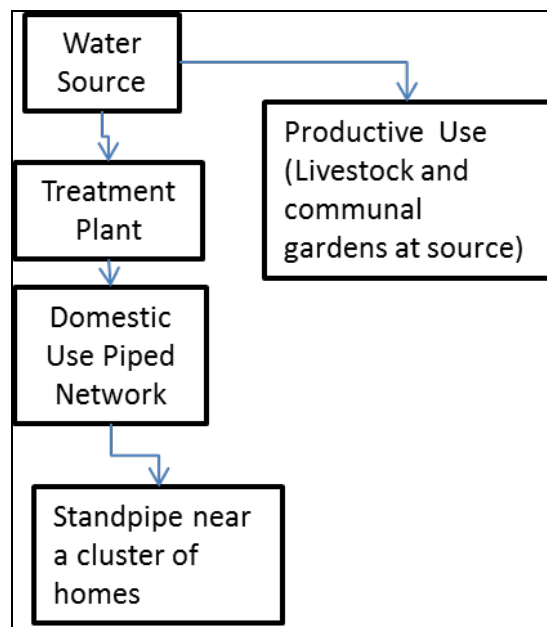 Water
Source
Productive Use
(Livestock and
communal
gardens at source)
Treatment
Plant
Domestic
Use Piped
Network
Standpipe near
a cluster of
homes